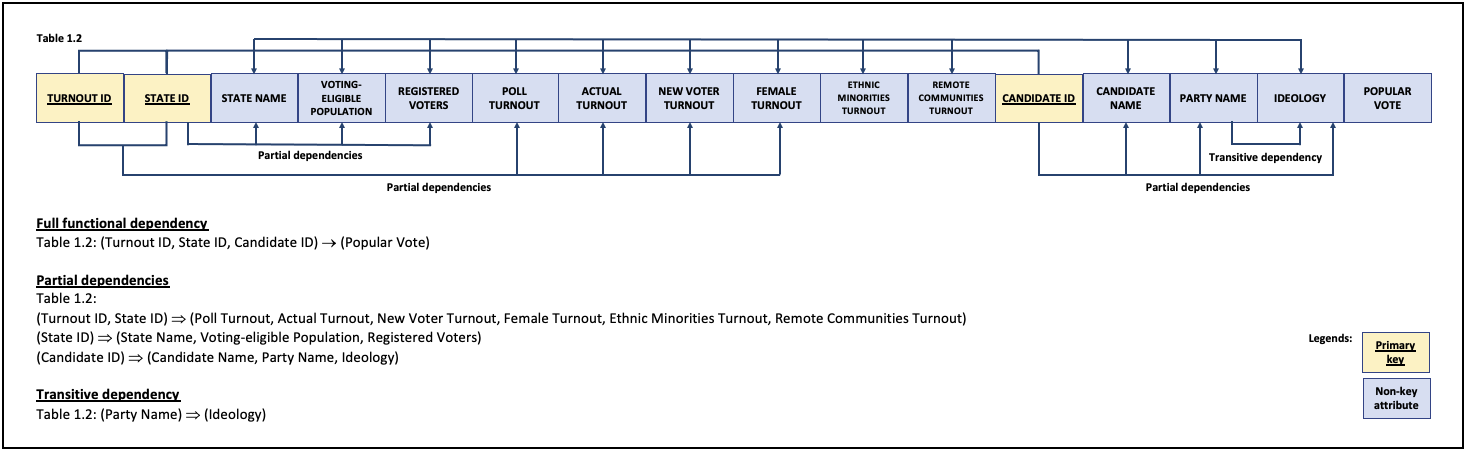 Table 1.2
TURNOUT ID
STATE ID
STATE NAME
VOTING-
ELIGIBLE
POPULATION
REGISTERED
VOTERS
POLL
TURNOUT
ACTUAL
TURNOUT
NEW VOTER
TURNOUT
FEMALE
TURNOUT
ETHNIC
MINORITIES
TURNOUT
REMOTE
COMMUNITIES
TURNOUT
CANDIDATE ID
CANDIDATE
NAME
PARTY NAME
IDEOLOGY
POPULAR
VOTE
Partial dependencies
Transitive dependency
Partial dependencies
Partial dependencies
Full functional dependency
Table 1.2: (Turnout ID, State ID, Candidate ID) → (Popular Vote)
Partial dependencies
Table 1.2:
(Turnout ID, State ID) ⇒ (Poll Turnout, Actual Turnout, New Voter Turnout, Female Turnout, Ethnic Minorities Turnout, Remote Communities Turnout)
(State ID) ⇒ (State Name, Voting-eligible Population, Registered Voters)
(Candidate ID) ⇒ (Candidate Name, Party Name, Ideology)
Transitive dependency
Table 1.2: (Party Name) ⇒ (Ideology)
Legends:
Primary
key
Non-key
attribute